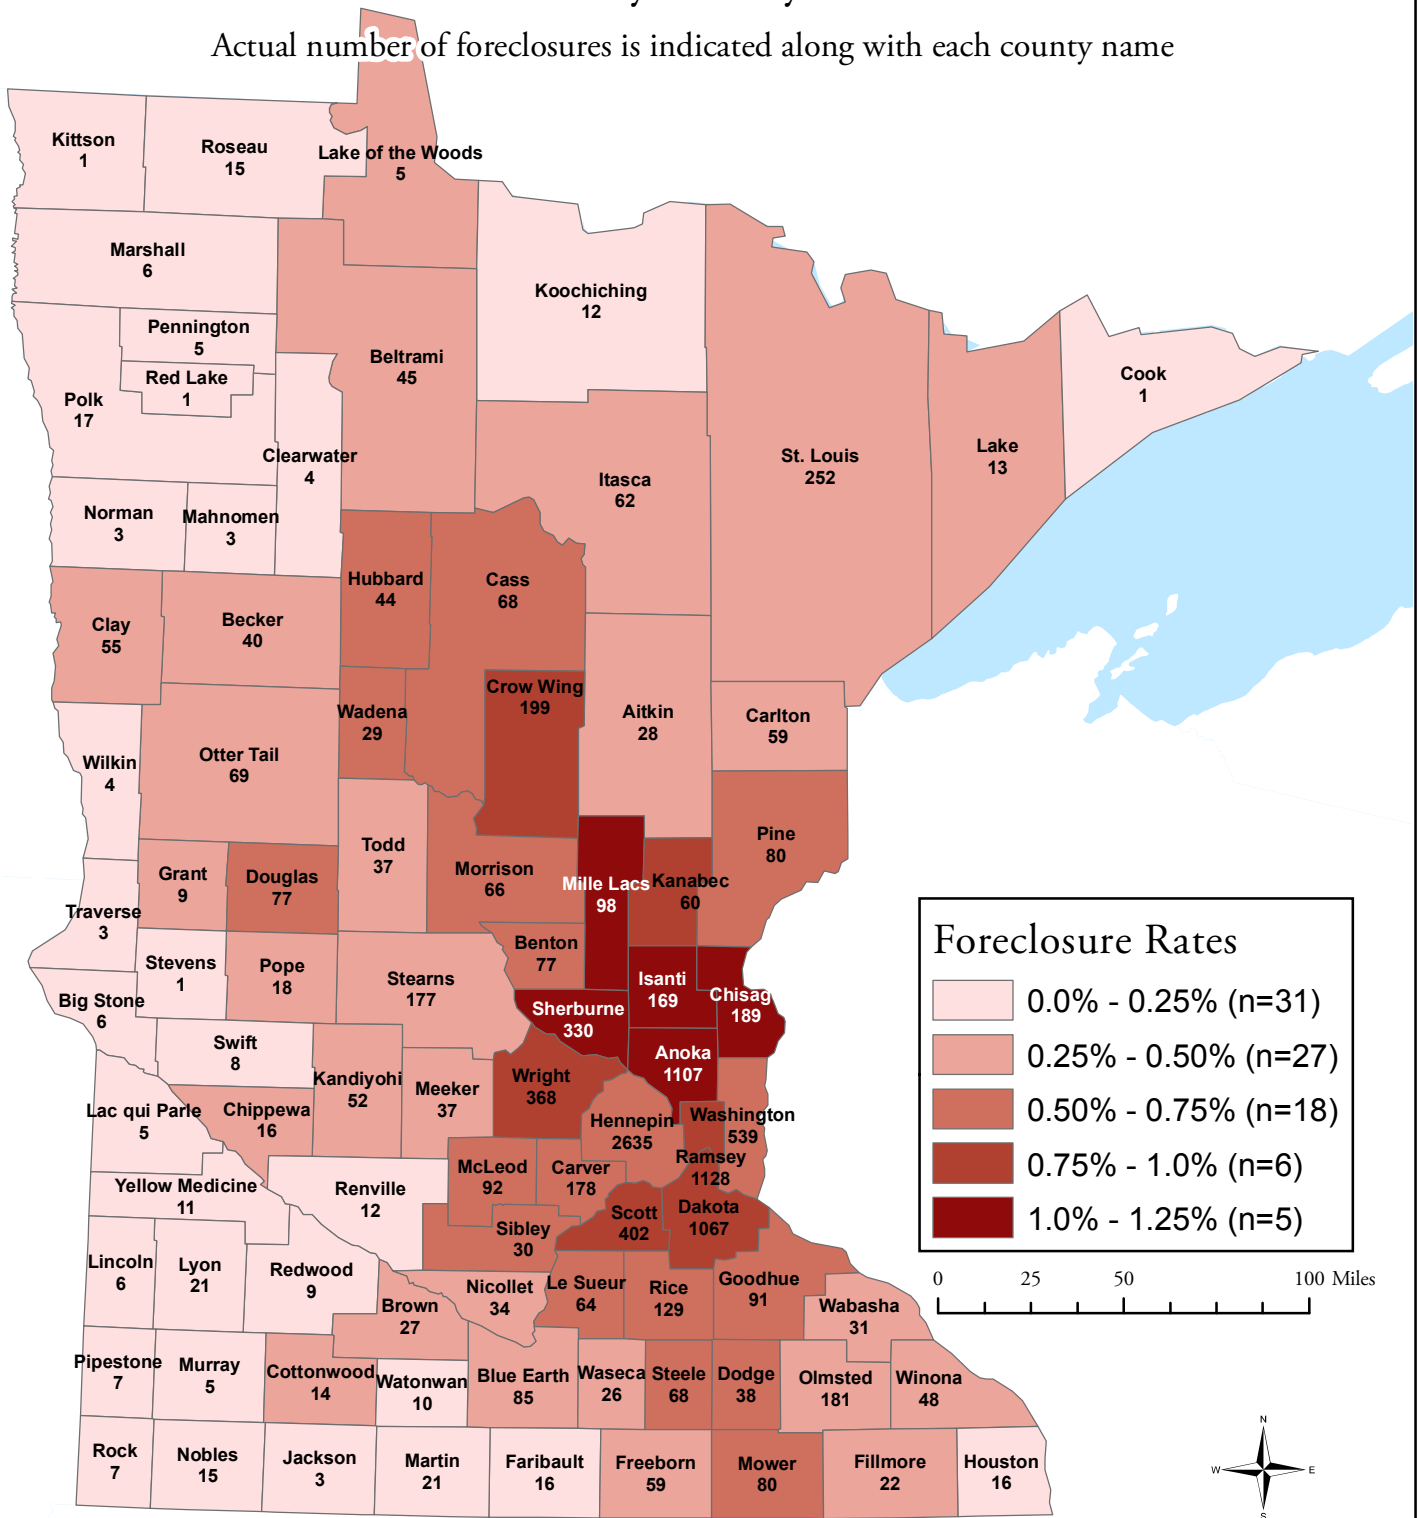 Actual number of foreclosures is indicated along with each county name
Kittson
1
Roseau
15
Lake of the Woods
5
Marshall
6
Koochiching
12
Pennington
5
Red Lake
1
Polk
17
Beltrami
45
Cook
1
Clearwater
4
Itasca
62
St. Louis
252
Lake
13
Norman
3
Mahnomen
3
Hubbard
44
Cass
68
Clay
55
Becker
40
Crow Wing
199
Wadena
29
Aitkin
28
Carlton
59
Otter Tail
69
Wilkin
4
Todd
37
Pine
80
Grant
9
Douglas
77
Morrison
66
Mille Lacs
98
Kanabec
60
Traverse
3
Stevens
1
Pope
18
Stearns
177
Benton
77
Isanti
169
Chisag
189
Big Stone
6
Sherburne
330
Swift
8
Anoka
1107
Kandiyohi
52
Meeker
37
Wright
368
Lac qui Parle
5
Chippewa
16
Hennepin
2635
Washington
539
Ramsey
1128
Yellow Medicine
11
Renville
12
McLeod
92
Carver
178
Scott
402
Dakota
1067
Sibley
30
Lincoln
6
Lyon
21
Redwood
9
Nicollet
34
Le Sueur
64
Rice
129
Goodhue
91
Brown
27
Wabasha
31
Pipestone
7
Murray
5
Cottonwood
14
Watonwan
10
Blue Earth
85
Waseca
26
Steele
68
Dodge
38
Olmsted
181
Winona
48
Rock
7
Nobles
15
Jackson
3
Martin
21
Faribault
16
Freeborn
59
Mower
80
Fillmore
22
Houston
16
Foreclosure Rates
0.0% - 0.25% (n=31)
0.25% - 0.50% (n=27)
0.50% - 0.75% (n=18)
0.75% - 1.0% (n=6)
1.0% - 1.25% (n=5)
0 25 50 100 Miles
N
W E
S